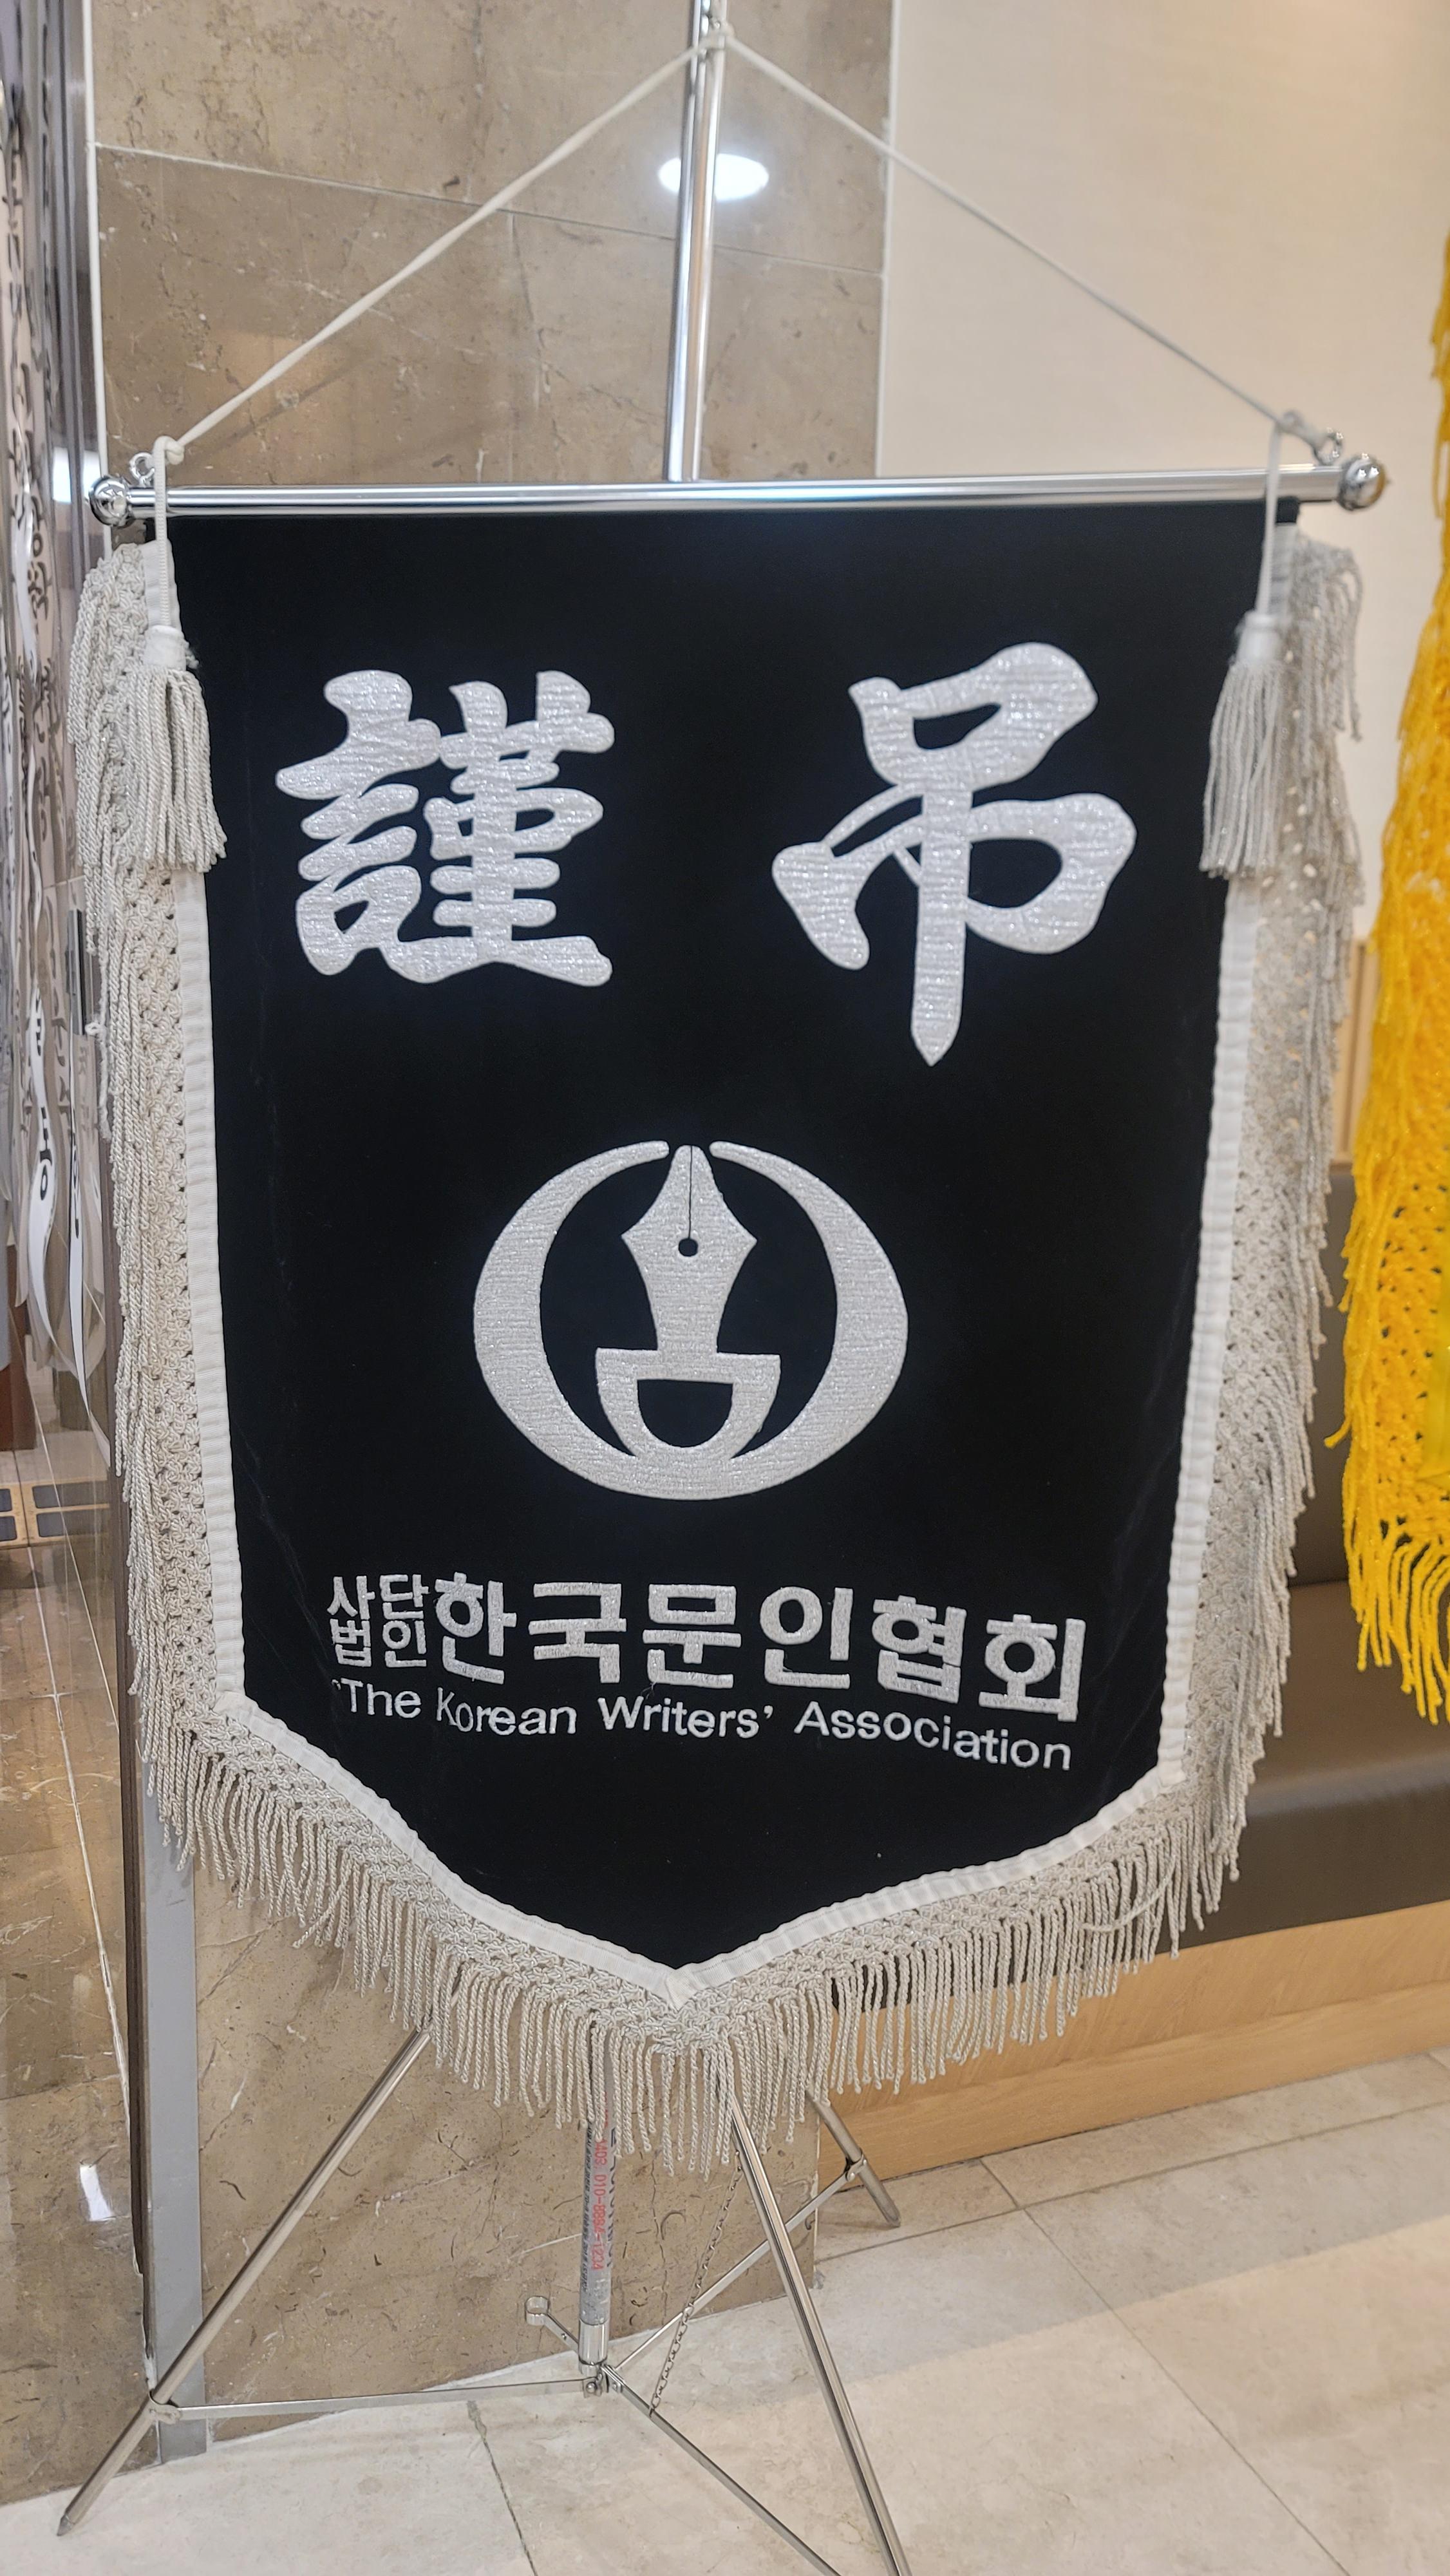 謹 弔
사단법인 한국문인협회
The Korean Writers' Association